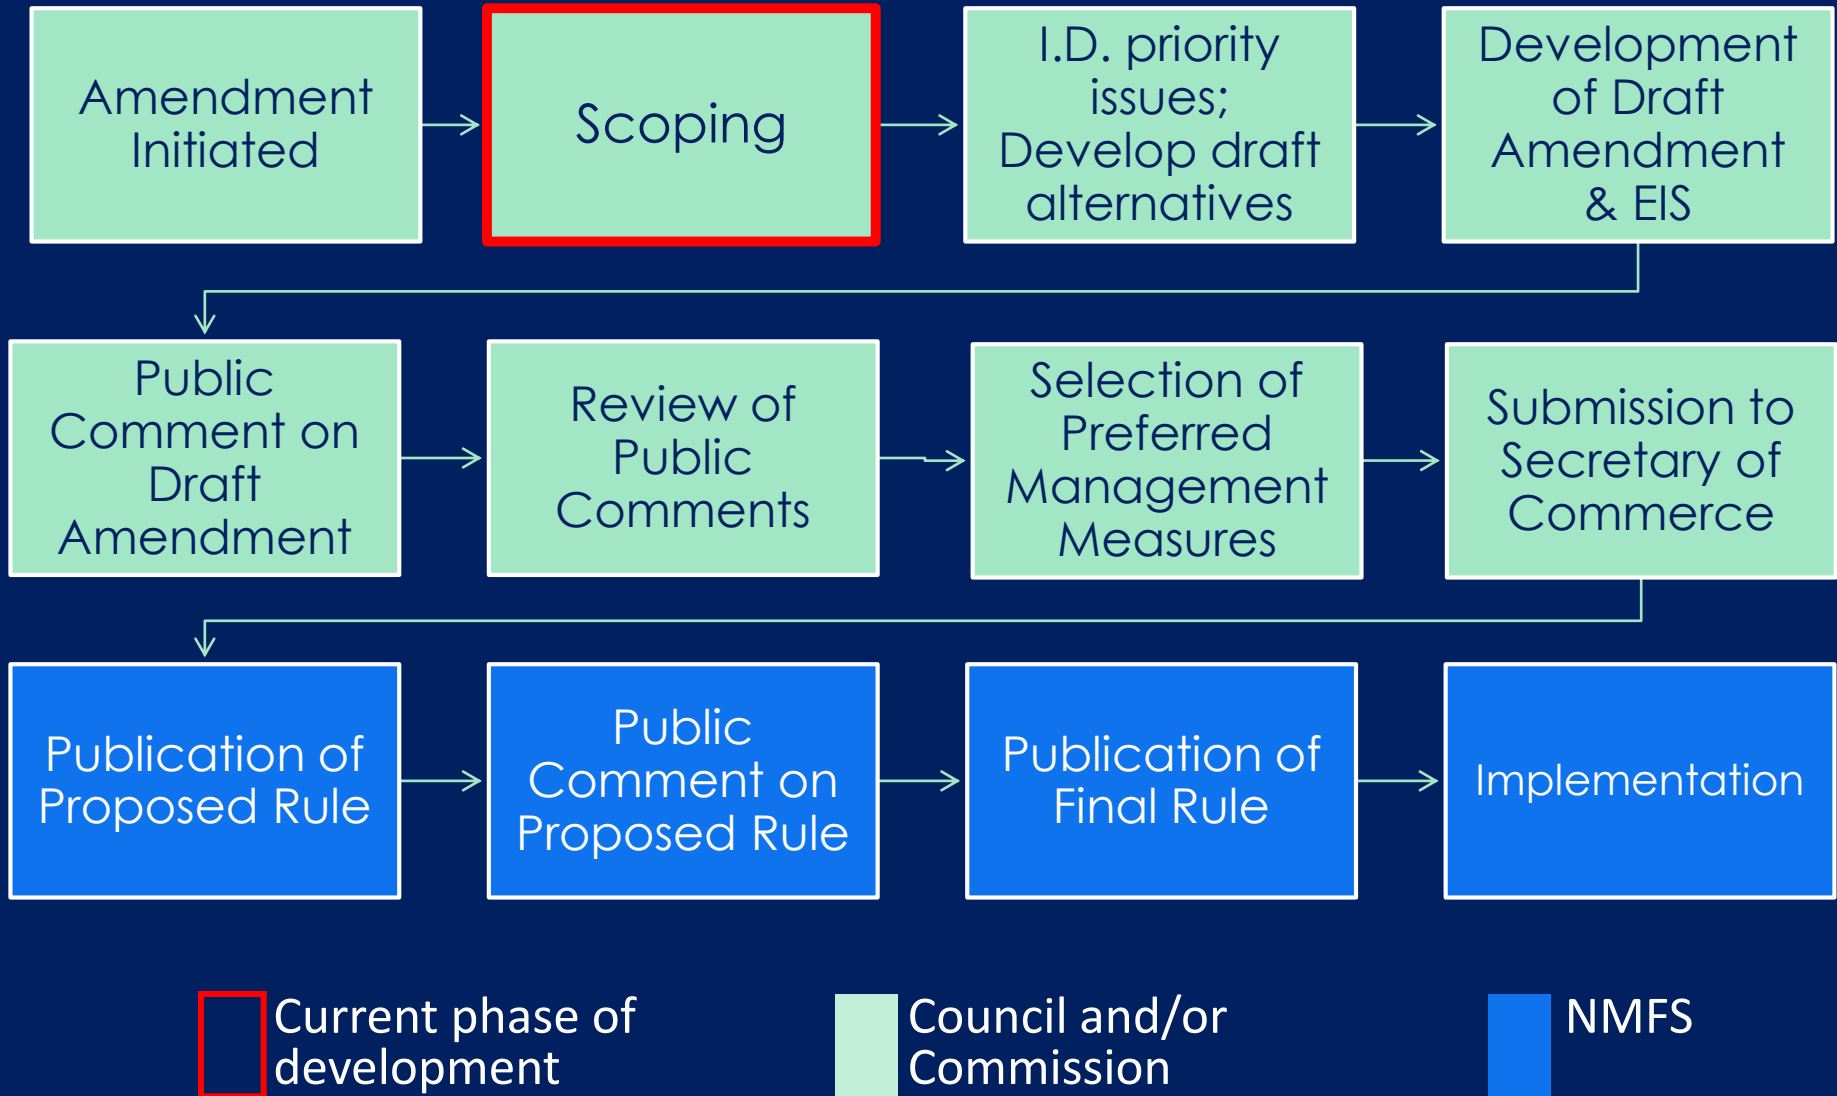 Amendment
Initiated
Scoping
I.D. priority
issues;
Develop draft
alternatives
Development
of Draft
Amendment
& EIS
Public
Comment on
Draft
Amendment
Review of
Public
Comments
Selection of
Preferred
Management
Measures
Submission to
Secretary of
Commerce
Publication of
Proposed Rule
Public
Comment on
Proposed Rule
Publication of
Final Rule
Implementation
Current phase of
development
Council and/or
Commission
NMFS